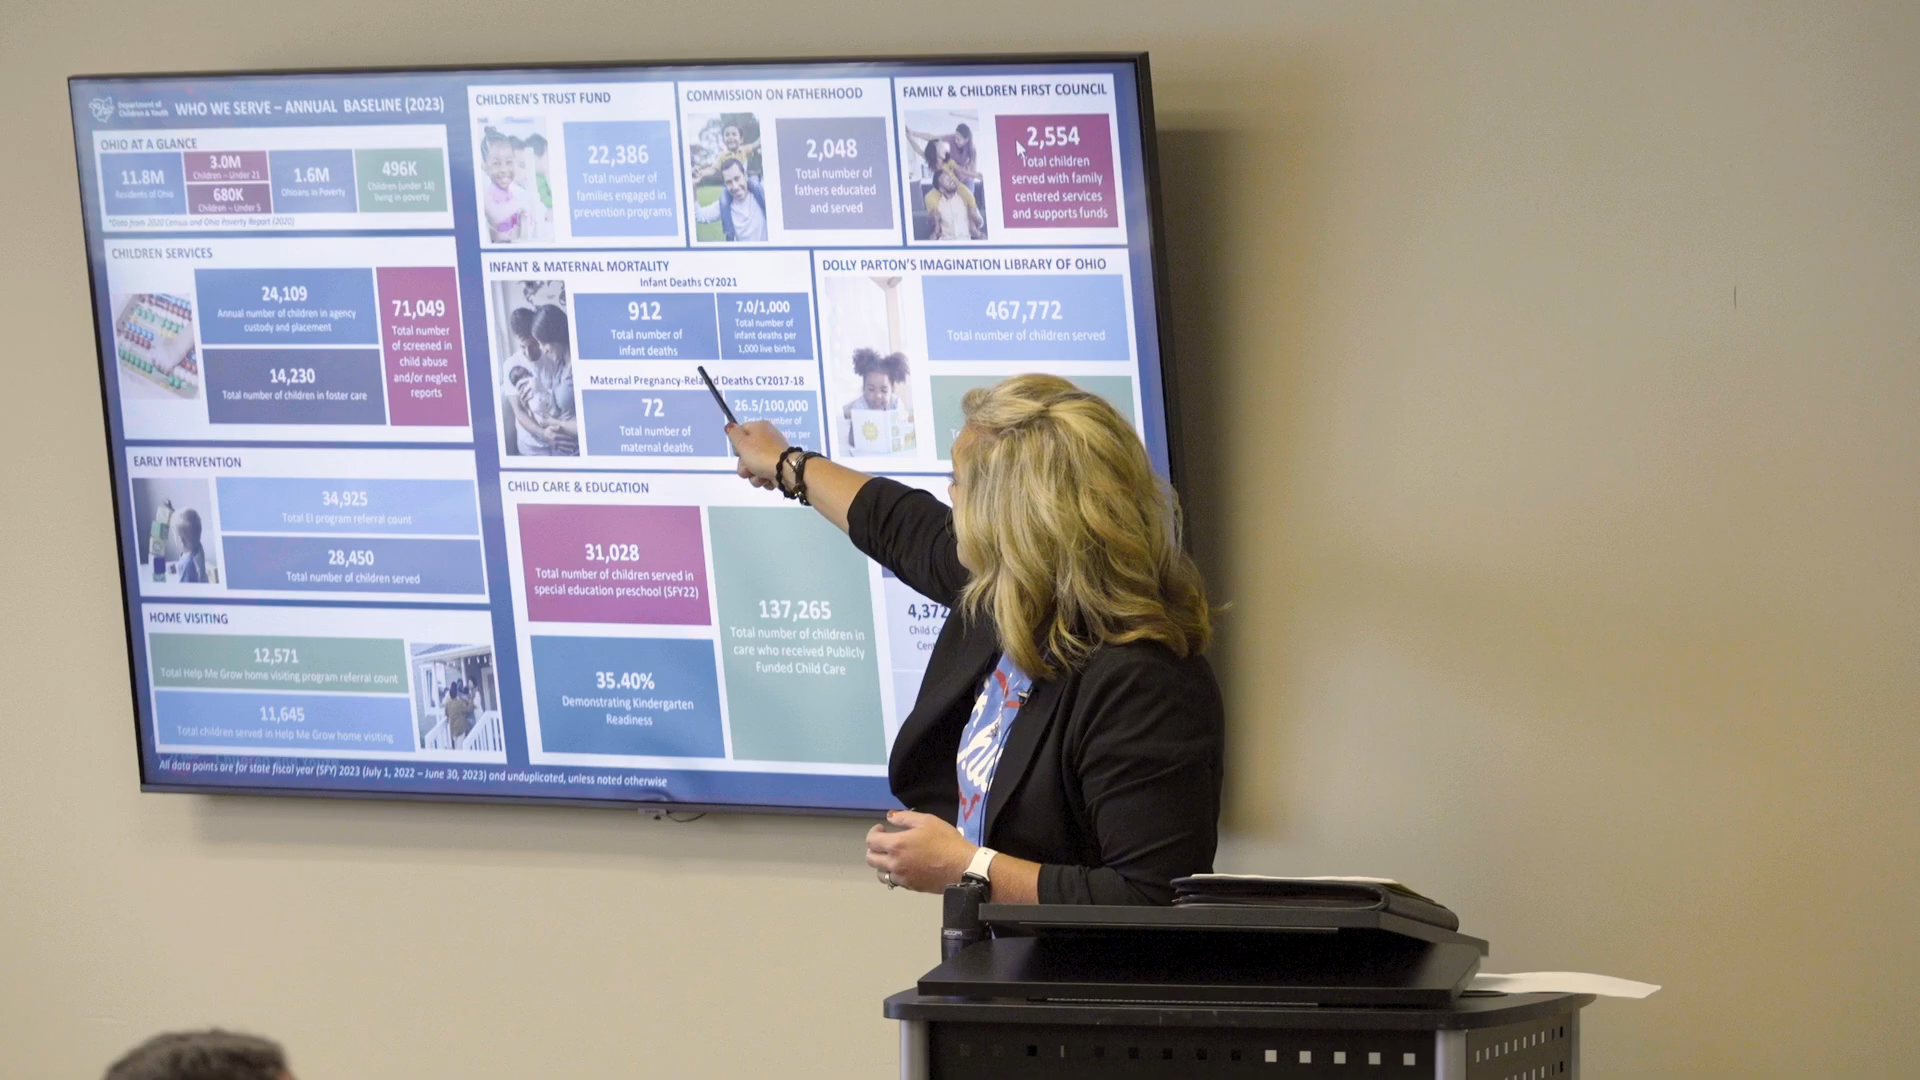 Department of
Children & Youth
WHO WE SERVE – ANNUAL BASELINE (2023)
OHIO AT A GLANCE
11.8M
Residents of Ohio
3.0M
Children – Under 21
680K
Children – Under 5
1.6M
Ohioans in Poverty
496K
Children (under 18)
living in poverty
*Data from 2020 Census and Ohio Poverty Report (2020)
CHILDREN SERVICES
24,109
Annual number of children in agency
custody and placement
14,230
Total number of children in foster care
71,049
Total number
of screened in
child abuse
and/or neglect
reports
EARLY INTERVENTION
34,925
Total EI program referral count
28,450
Total number of children served
HOME VISITING
12,571
Total Help Me Grow home visiting program referral count
11,645
Total children served in Help Me Grow home visiting
CHILDREN'S TRUST FUND
22,386
Total number of
families engaged in
prevention programs
COMMISSION ON FATHERHOOD
2,048
Total number of
fathers educated
and served
FAMILY & CHILDREN FIRST COUNCIL
2,554
Total children
served with family
centered services
and supports funds
INFANT & MATERNAL MORTALITY
Infant Deaths CY2021
912
Total number of
infant deaths
7.0/1,000
Total number of
infant deaths per
1,000 live births
Maternal Pregnancy-Related Deaths CY2017-18
72
Total number of
maternal deaths
26.5/100,000
Total number of
per
DOLLY PARTON'S IMAGINATION LIBRARY OF OHIO
467,772
Total number of children served
CHILD CARE & EDUCATION
31,028
Total number of children served in
special education preschool (SFY22)
35.40%
Demonstrating Kindergarten
Readiness
137,265
Total number of children in
care who received Publicly
Funded Child Care
4,372
Child
All data points are for state fiscal year (SFY) 2023 (July 1, 2022 – June 30, 2023) and unduplicated, unless noted otherwise
zoom